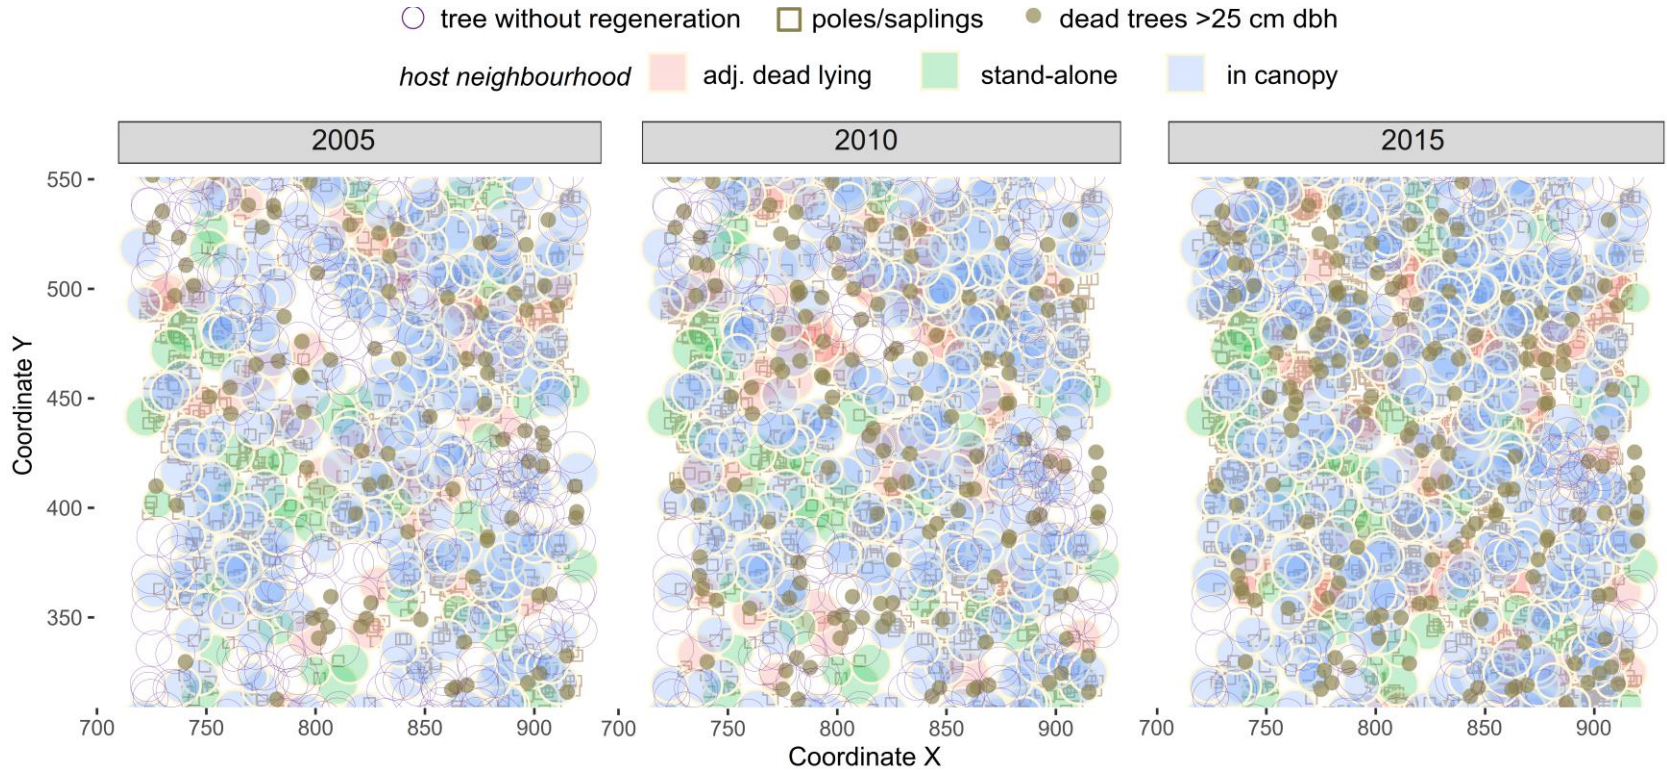 tree without regeneration poles/saplings dead trees >25 cm dbh
host neighbourhood adj. dead lying stand-alone in canopy
2005 2010 2015
550
500
450
400
350
Coordinate Y
700 750 800 850 900 700 750 800 850 900 700 750 800 850 900
Coordinate X